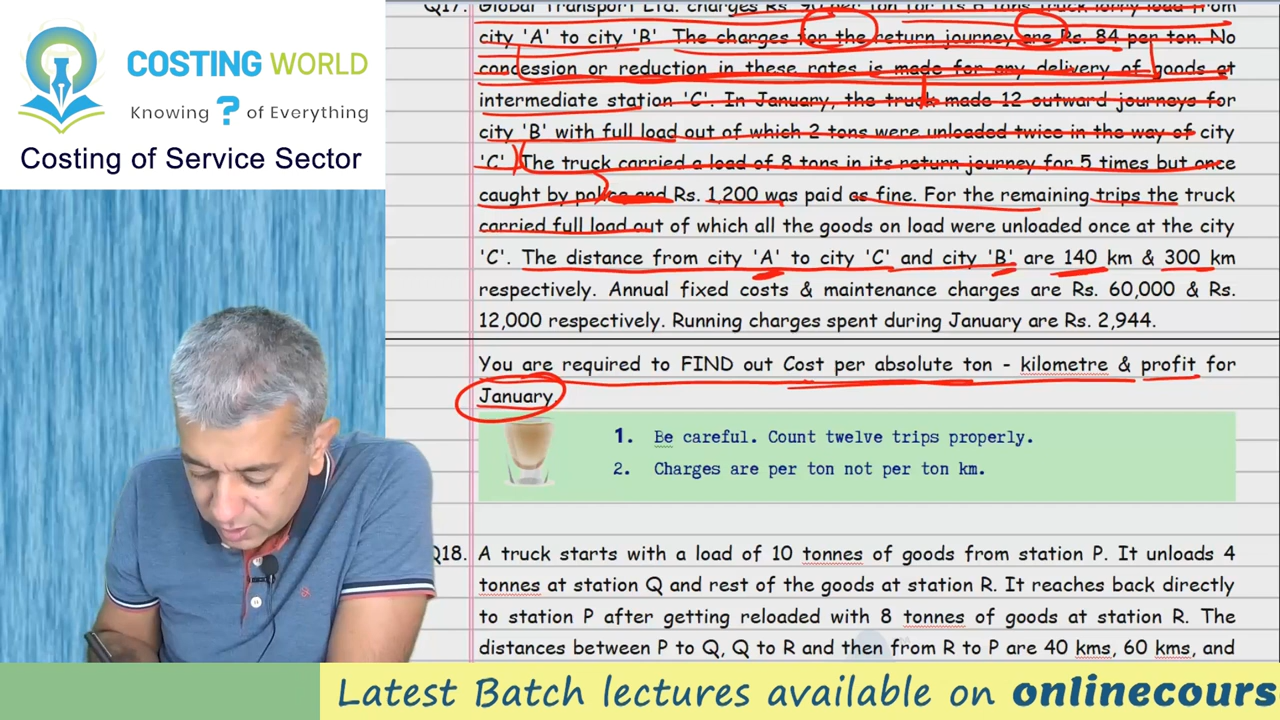 COSTING WORLD
Knowing ? of Everything
Costing of Service Sector
Q17. Global Transport Ltd. charges Rs. 90 per ton for its 6 tons truck lorry load from
city 'A' to city 'B' The charges for the return journey are Rs. 84 per ton. No
concession or reduction in these rates is made for any delivery of goods at
intermediate station 'C'. In January, the truck made 12 outward journeys for
city 'B' with full load out of which 2 tons were unloaded twice in the way of city
'C'. The truck carried a load of 8 tons in its return journey for 5 times but once
caught by police and Rs. 1,200 was paid as fine. For the remaining trips the truck
carried full load out of which all the goods on load were unloaded once at the city
'C'. The distance from city 'A' to city 'C' and city 'B' are 140 km & 300 km
respectively. Annual fixed costs & maintenance charges are Rs. 60,000 & Rs.
12,000 respectively. Running charges spent during January are Rs. 2,944.
You are required to FIND out Cost per absolute ton - kilometre & profit for
January.
1. Be careful. Count twelve trips properly.
2. Charges are per ton not per ton km.
Q18. A truck starts with a load of 10 tonnes of goods from station P. It unloads 4
tonnes at station Q and rest of the goods at station R. It reaches back directly
to station P after getting reloaded with 8 tonnes of goods at station R. The
distances between P to Q, Q to R and then from R to P are 40 kms, 60 kms, and
Latest Batch lectures available on onlinecours